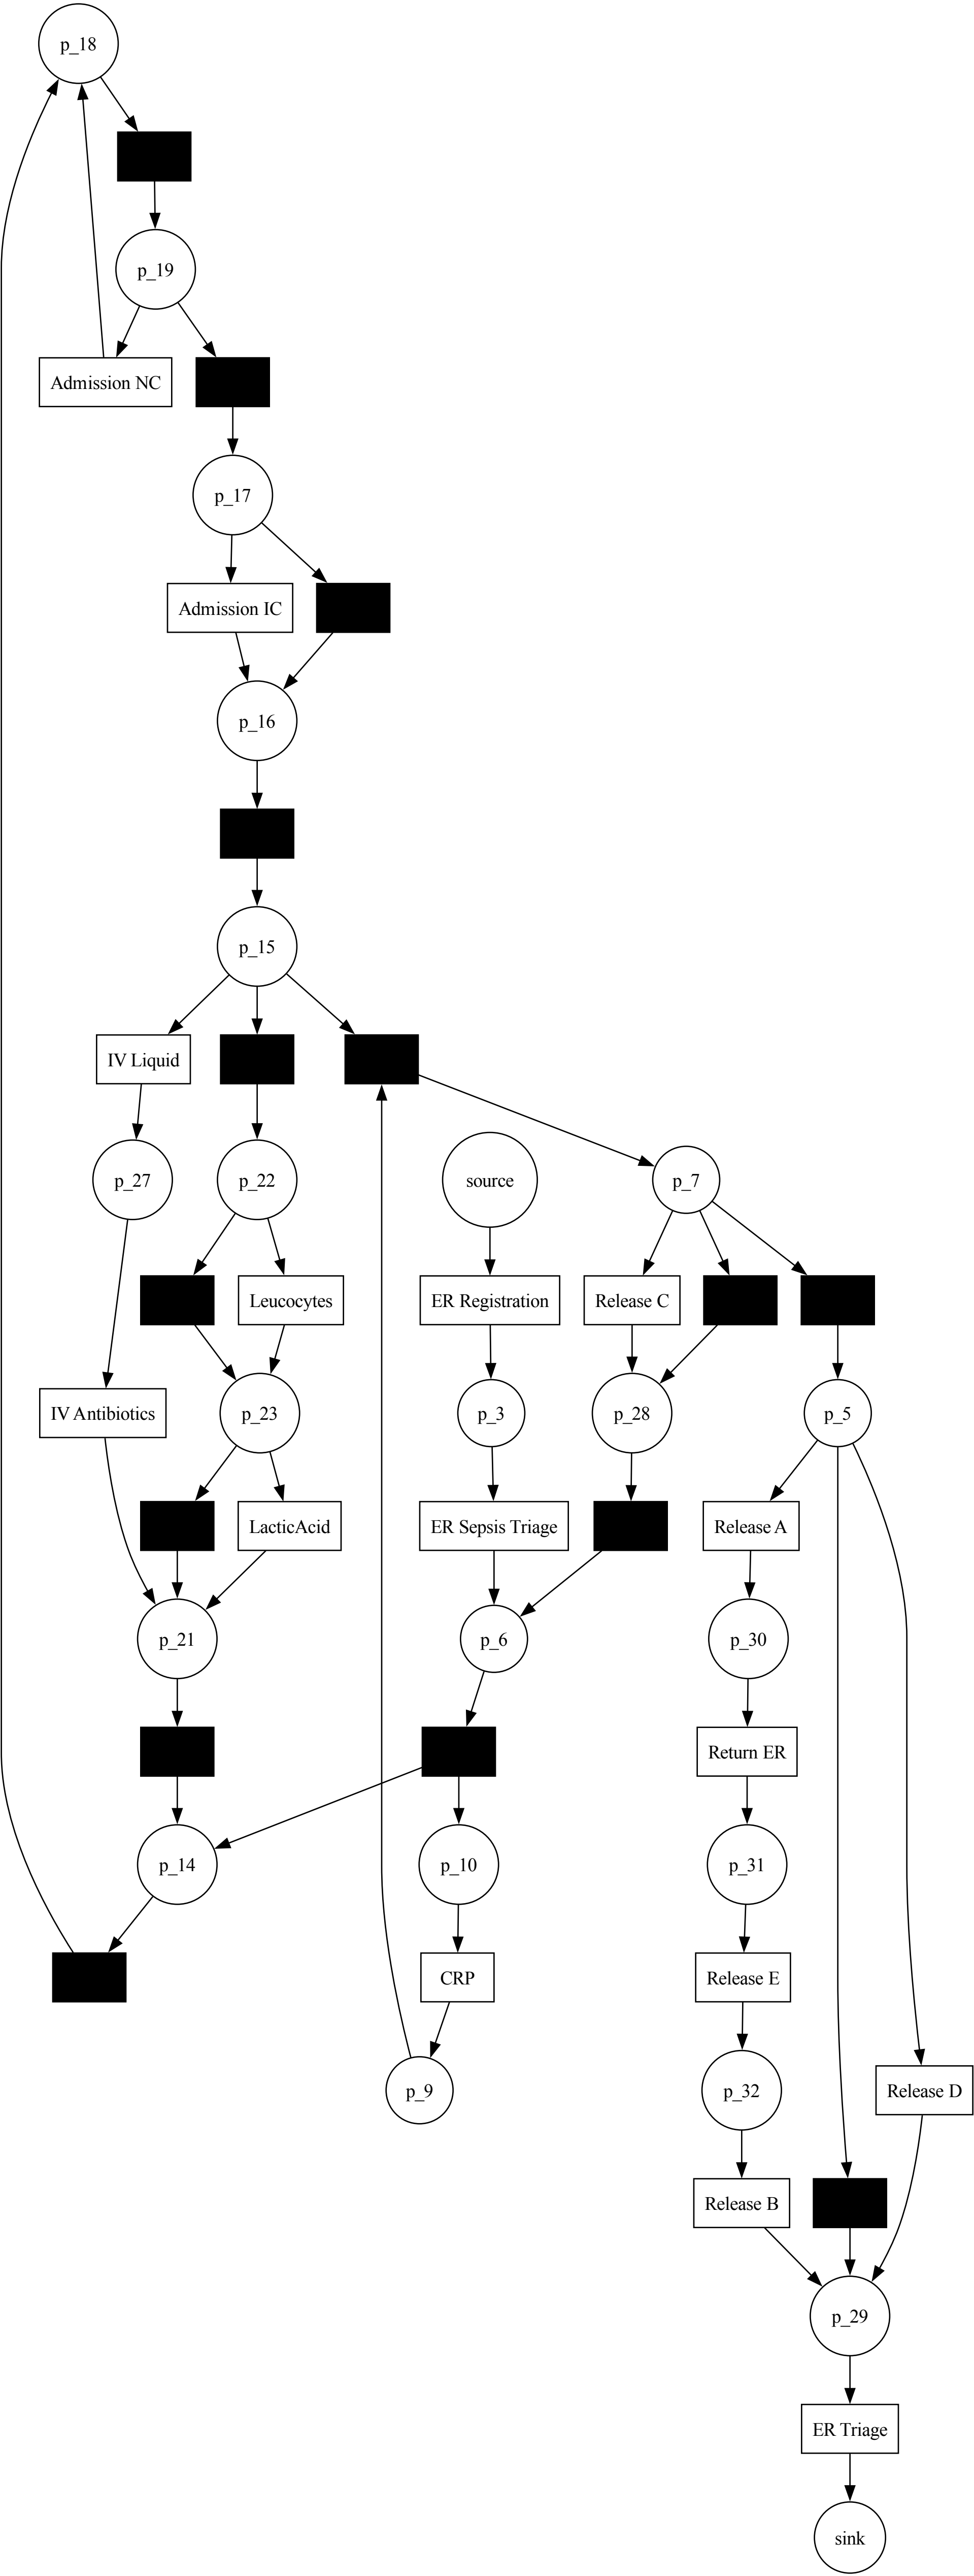 p_18
p_19
Admission NC
p_17
Admission IC
p_16
p_15
IV Liquid
p_27
p_22
source
p_7
Leucocytes
ER Registration
Release C
IV Antibiotics
p_23
p_3
p_28
p_5
LacticAcid
ER Sepsis Triage
Release A
p_21
p_6
p_30
Return ER
p_14
p_10
p_31
CRP
Release E
p_9
p_32
Release D
Release B
p_29
ER Triage
sink